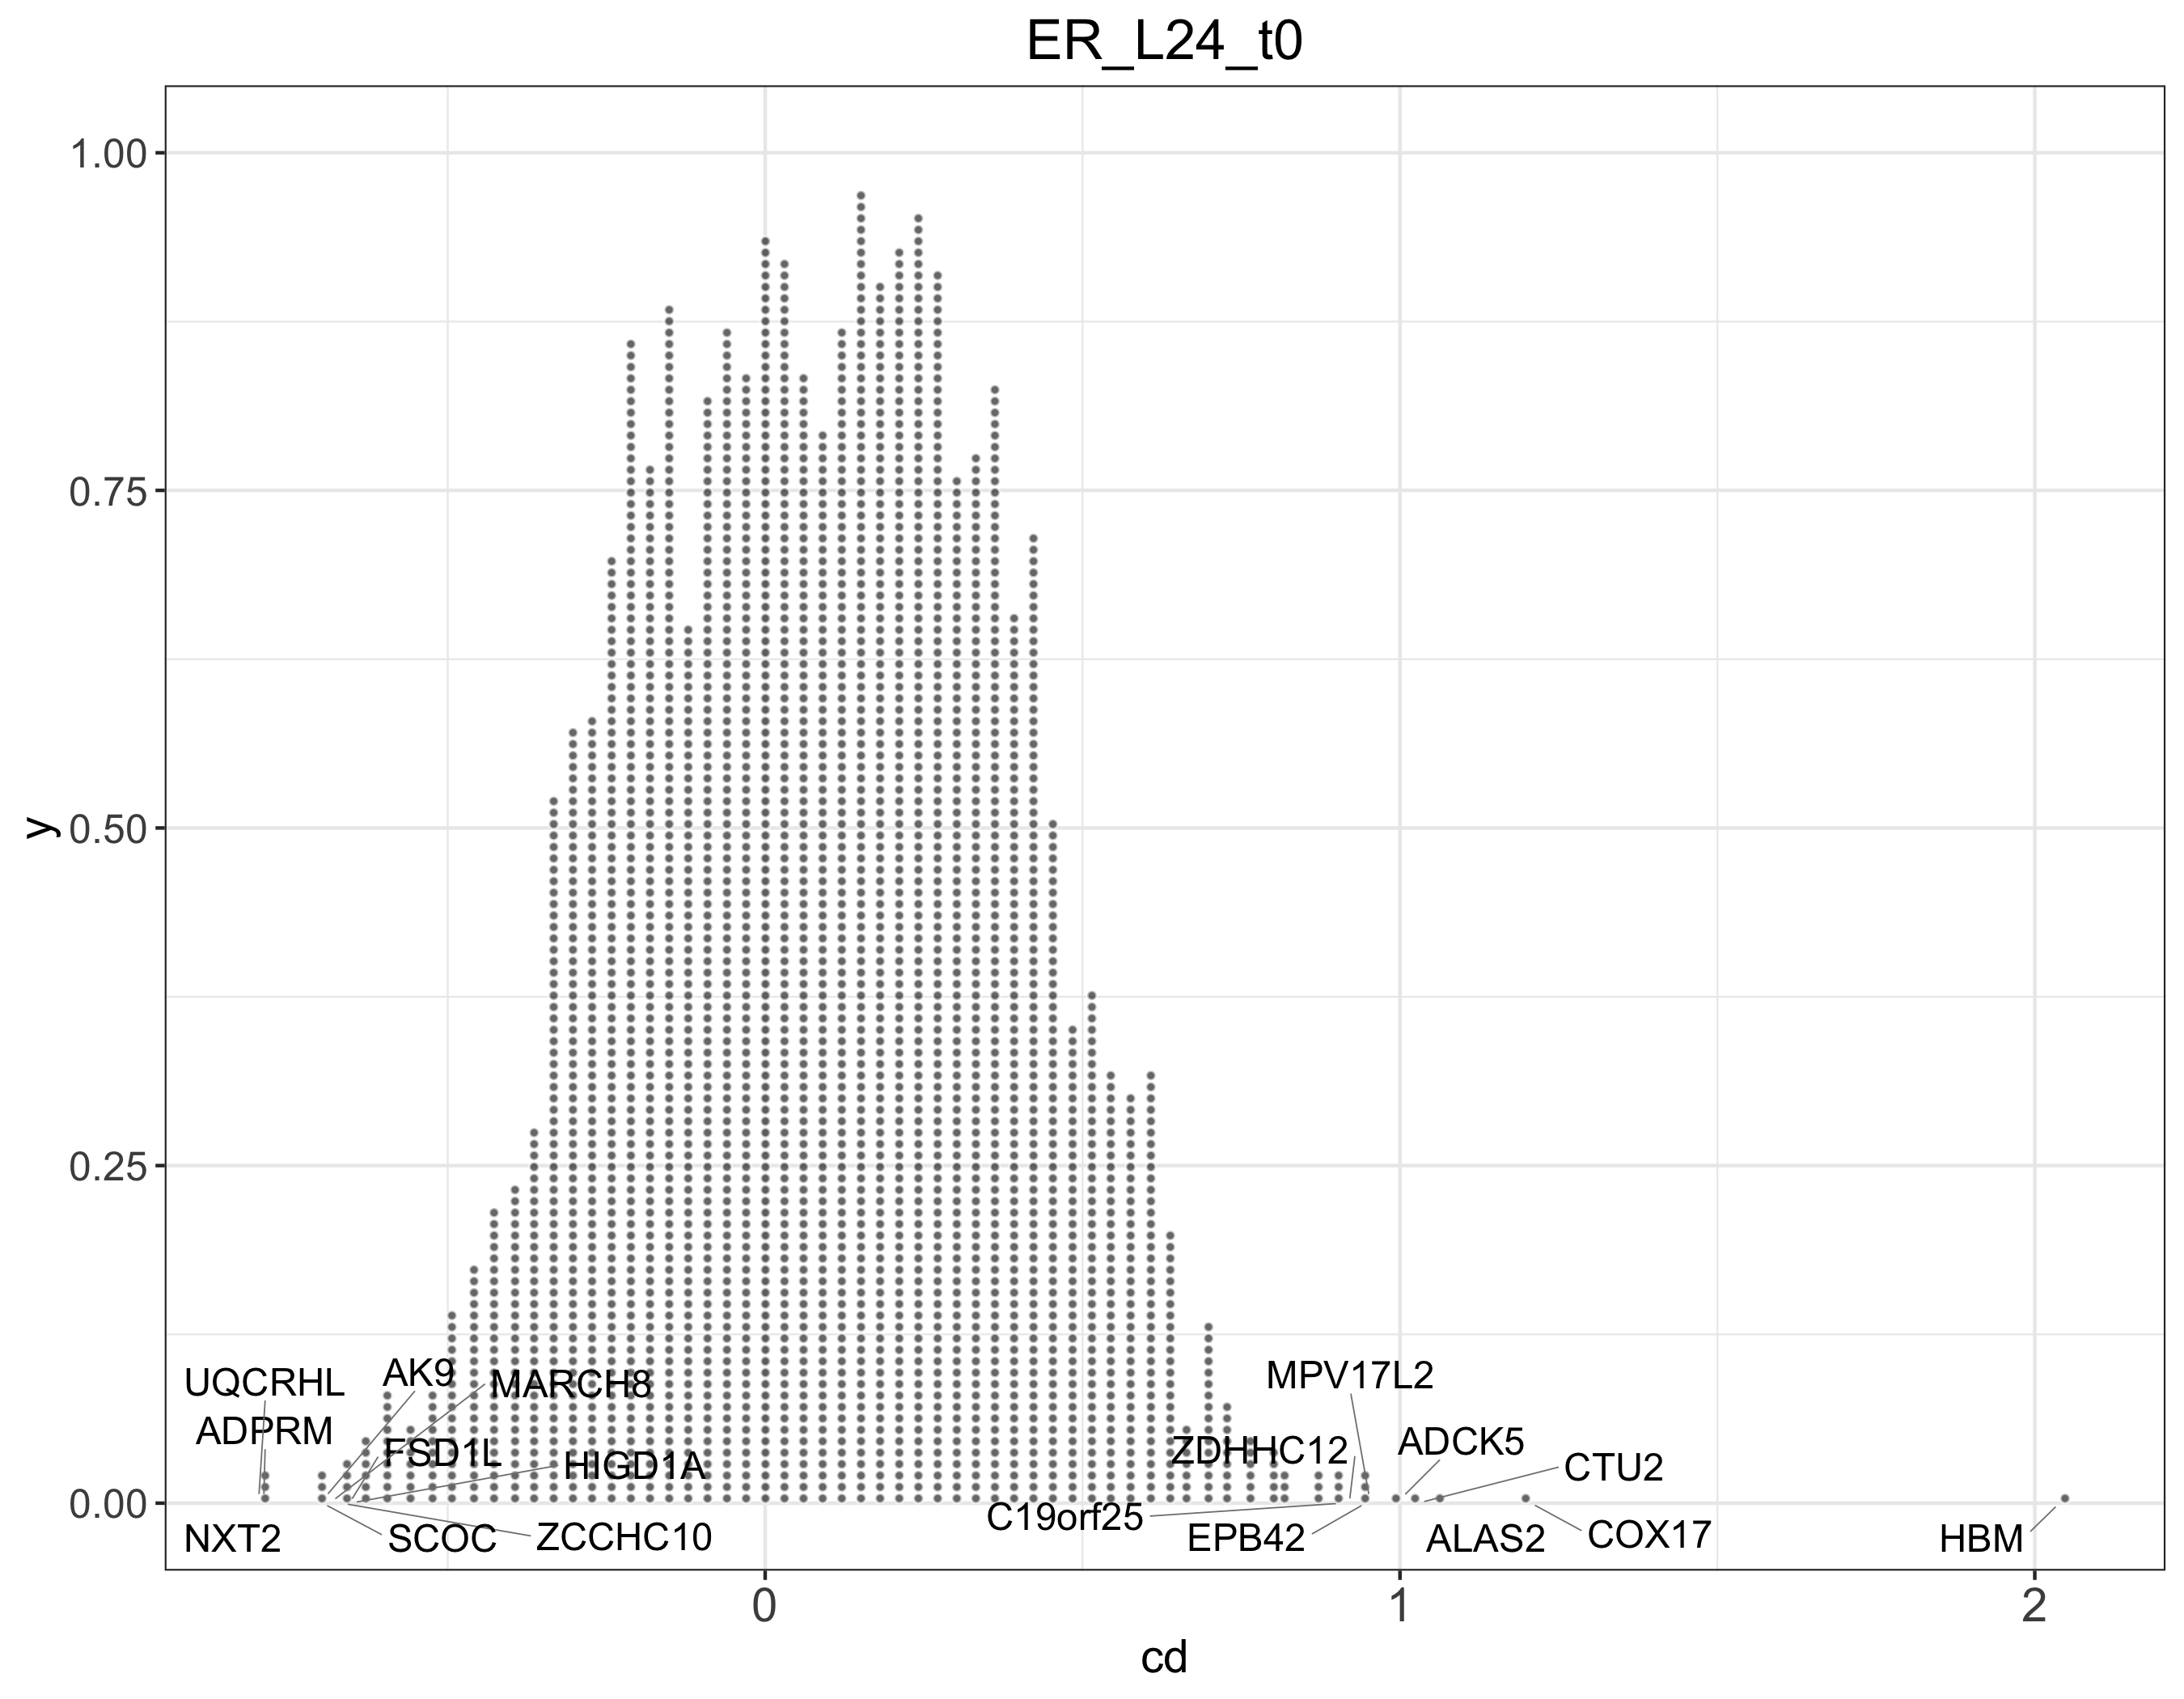 ER_L24_t0
1.00
0.75
0.50
0.25
0.00
y
UQCRHL
AK9
MARCH8
ADPRM
FSD1L
HIGD1A
NXT2
SCOC
ZCCHC10
MPV17L2
ZDHHC12
ADCK5
CTU2
C19orf25
EPB42
ALAS2
COX17
HBM
0
1
2
cd